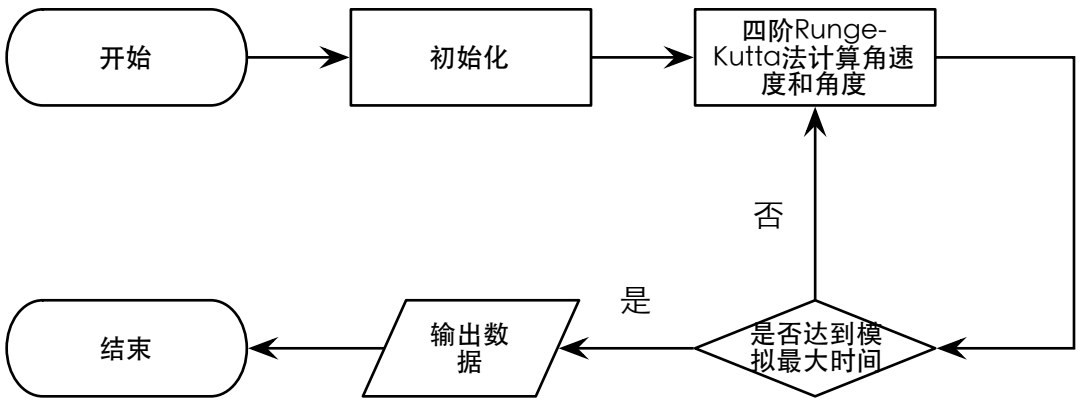 开始
初始化
四阶Runge-
Kutta法计算角速
度和角度
否
是
是否达到模
拟最大时间
输出数
据
结束